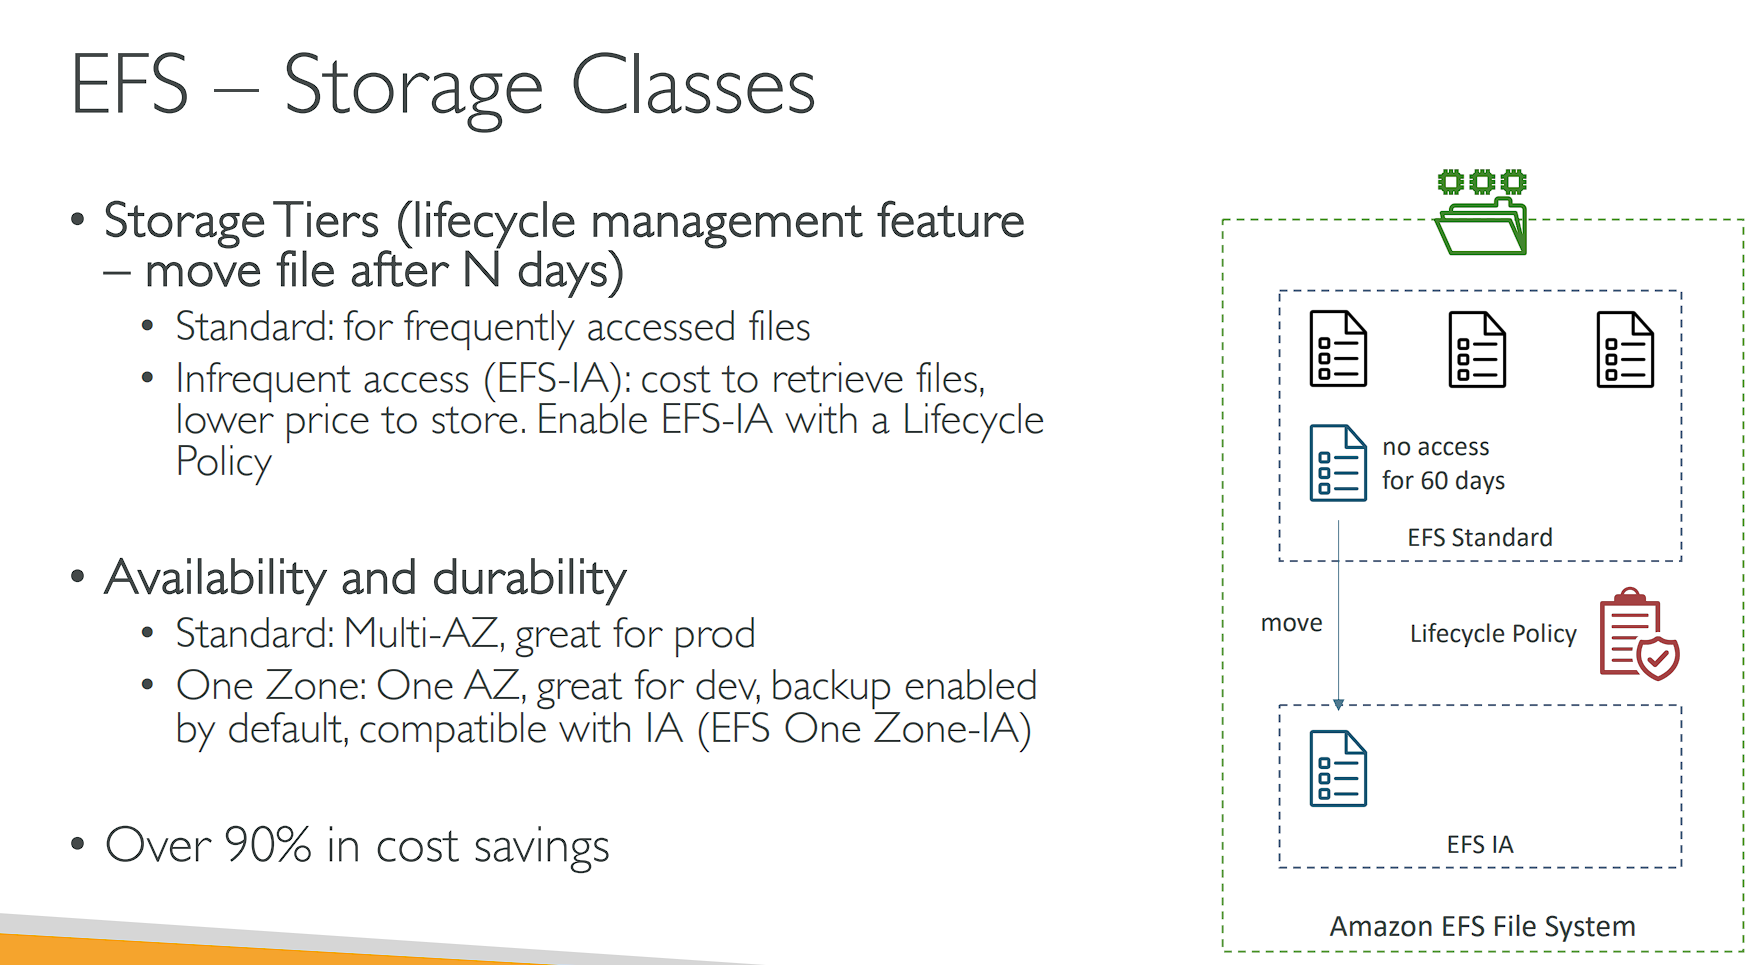 EFS – Storage Classes
• Storage Tiers (lifecycle management feature
– move file after N days)
• Standard: for frequently accessed files
• Infrequent access (EFS-IA): cost to retrieve files,
lower price to store. Enable EFS-IA with a Lifecycle
Policy
• Availability and durability
• Standard: Multi-AZ, great for prod
• One Zone: One AZ, great for dev, backup enabled
by default, compatible with IA (EFS One Zone-IA)
• Over 90% in cost savings
no access
for 60 days
EFS Standard
move
Lifecycle Policy
EFS IA
Amazon EFS File System